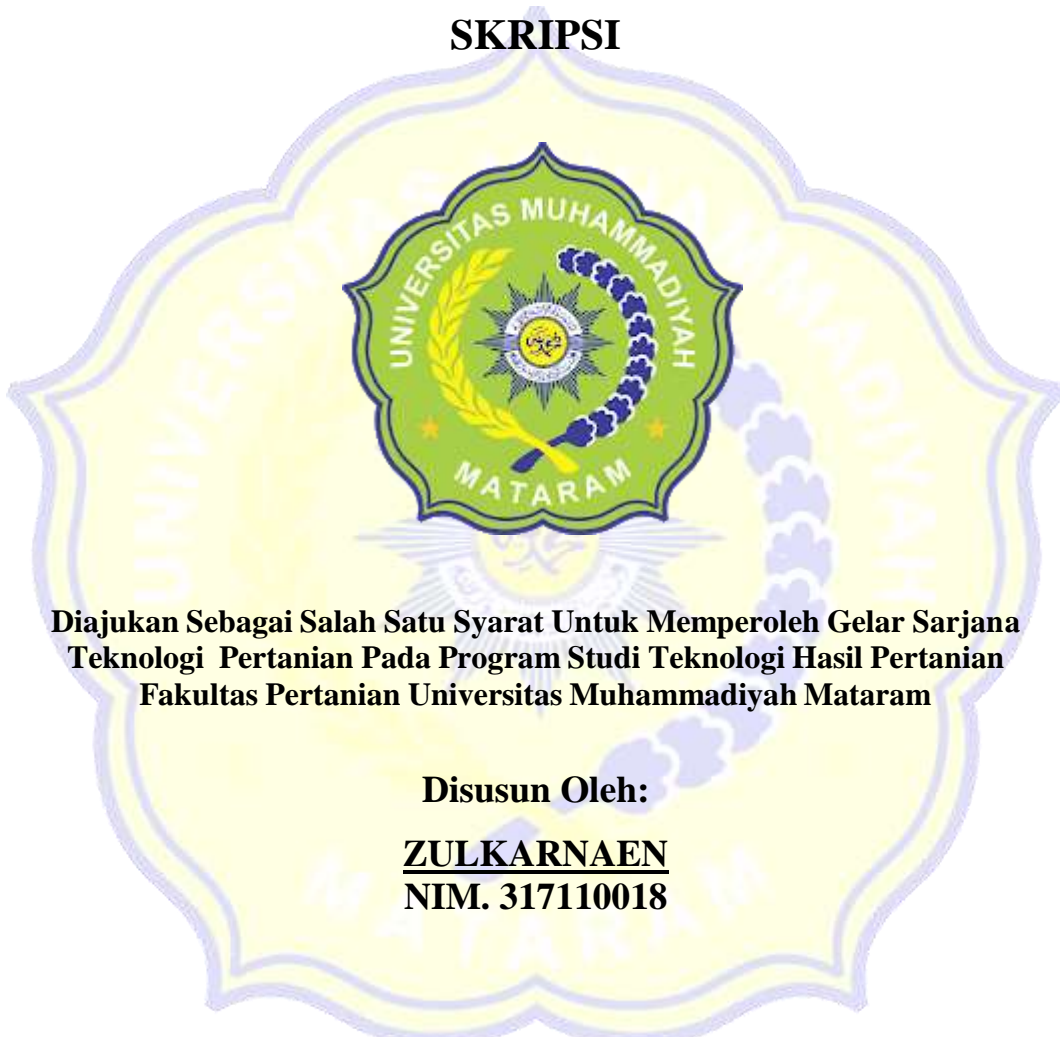 SKRIPSI
UNIVERSITAS MUHAMMADIYAH
MATARAM
Diajukan Sebagai Salah Satu Syarat Untuk Memperoleh Gelar Sarjana
Teknologi Pertanian Pada Program Studi Teknologi Hasil Pertanian
Fakultas Pertanian Universitas Muhammadiyah Mataram
Disusun Oleh:
ZULKARNAEN
NIM. 317110018